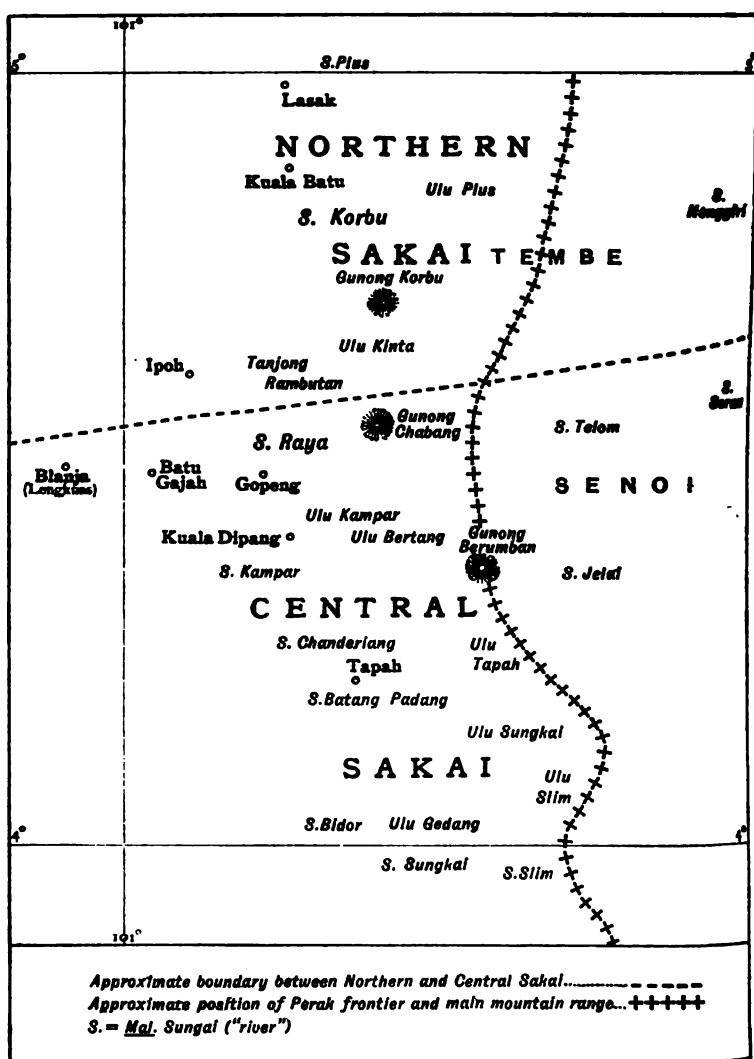 101°
5°
S.Plus
5°
Lasak
NORTHERN
Kuala Batu
Ulu Plus
S. Korbu
S.
SAKAI TEMBE
Gunong Korbu
Ulu Kinta
Ipoh
Tanjong
Rambutan
S.
Gunong
Chabang
S. Raya
S. Telom
Blanja
(Lengkuas)
Batu
Gajah
Gopeng
SENOI
Ulu Kampar
Kuala Dipang
Ulu Bertang
Gunong
Berumban
S. Kampar
S. Jelai
CENTRAL
S. Chanderiang
Ulu
Tapah
Tapah
S.Batang Padang
Ulu Sungkai
SAKAI
Ulu
Slim
S.Bidor
Ulu Gedang
4°
4°
S. Sungkai
S.Slim
101°
Approximate boundary between Northern and Central Sakai
Approximate position of Perak frontier and main mountain range
S. = Mal. Sungai ("river")